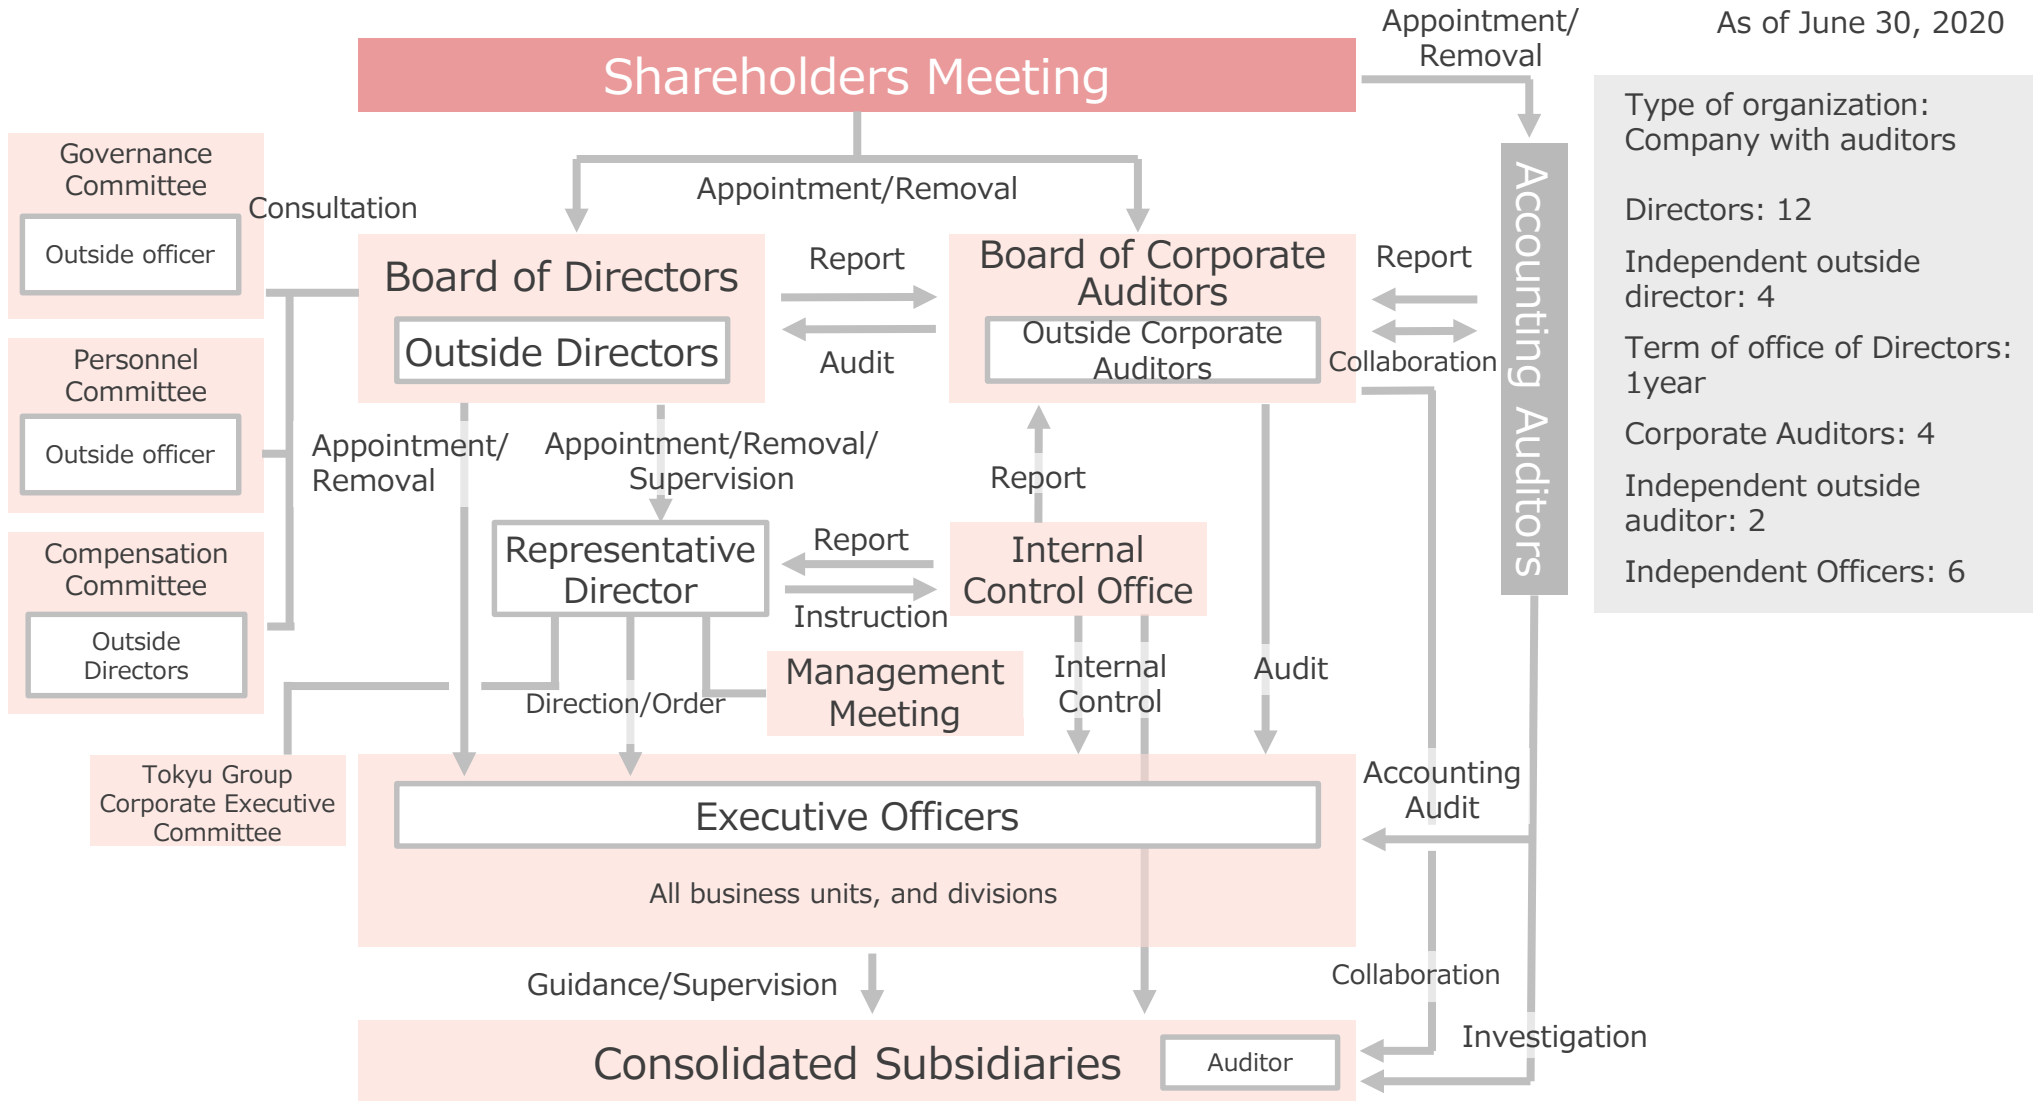 Appointment/
Removal
As of June 30, 2020
Shareholders Meeting
Type of organization:
Company with auditors
Directors: 12
Independent outside
director: 4
Term of office of Directors:
1year
Corporate Auditors: 4
Independent outside
auditor: 2
Independent Officers: 6
Governance
Committee
Outside officer
Consultation
Appointment/Removal
Accounting Auditors
Board of Directors
Outside Directors
Report
Audit
Board of Corporate
Auditors
Outside Corporate
Auditors
Report
Collaboration
Personnel
Committee
Outside officer
Appointment/
Removal
Appointment/Removal/
Supervision
Report
Compensation
Committee
Outside
Directors
Representative
Director
Report
Instruction
Internal
Control Office
Management
Meeting
Internal
Control
Audit
Direction/Order
Tokyu Group
Corporate Executive
Committee
Executive Officers
All business units, and divisions
Accounting
Audit
Guidance/Supervision
Collaboration
Investigation
Consolidated Subsidiaries
Auditor